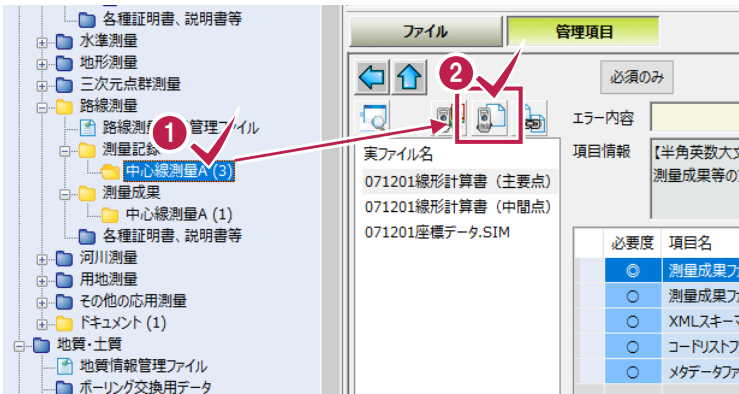 各種証明書、説明書等
水準測量
地形測量
三次元点群測量
路線測量
路線測 管理ファイル
測量記録
中心線測量A (3)
測量成果
中心線測量A (1)
各種証明書、説明書等
河川測量
用地測量
その他の応用測量
ドキュメント (1)
地質・土質
地質情報管理ファイル
ボーリング交換用データ
1
2
ファイル
管理項目
必須のみ
エラー内容
項目情報
【半角英数大文
測量成果等の
実ファイル名
071201線形計算書（主要点）
071201線形計算書（中間点）
071201座標データ.SIM
必要度 項目名
◎ 測量成果フ
○ 測量成果フ
○ XMLスキーマ
○ コードリストフ
○ メタデータファ